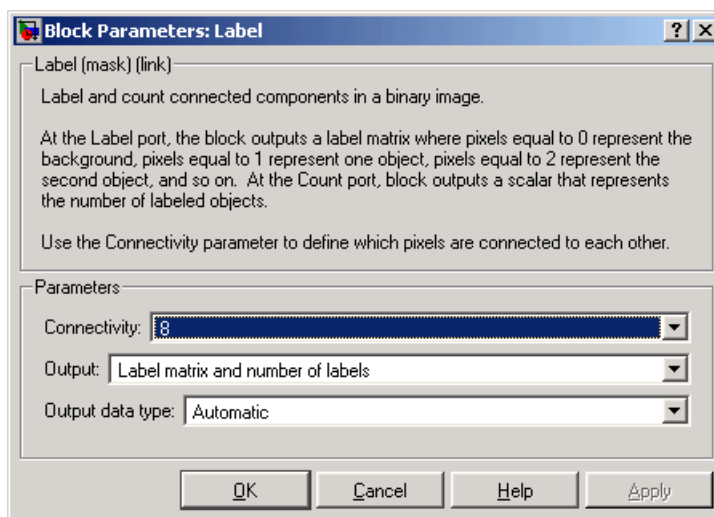 Block Parameters: Label
Label (mask) (link)
Label and count connected components in a binary image.
At the Label port, the block outputs a label matrix where pixels equal to 0 represent the
background, pixels equal to 1 represent one object, pixels equal to 2 represent the
second object, and so on.  At the Count port, block outputs a scalar that represents
the number of labeled objects.
Use the Connectivity parameter to define which pixels are connected to each other.
Parameters
Connectivity: 8
Output: Label matrix and number of labels
Output data type: Automatic
OK Cancel Help Apply